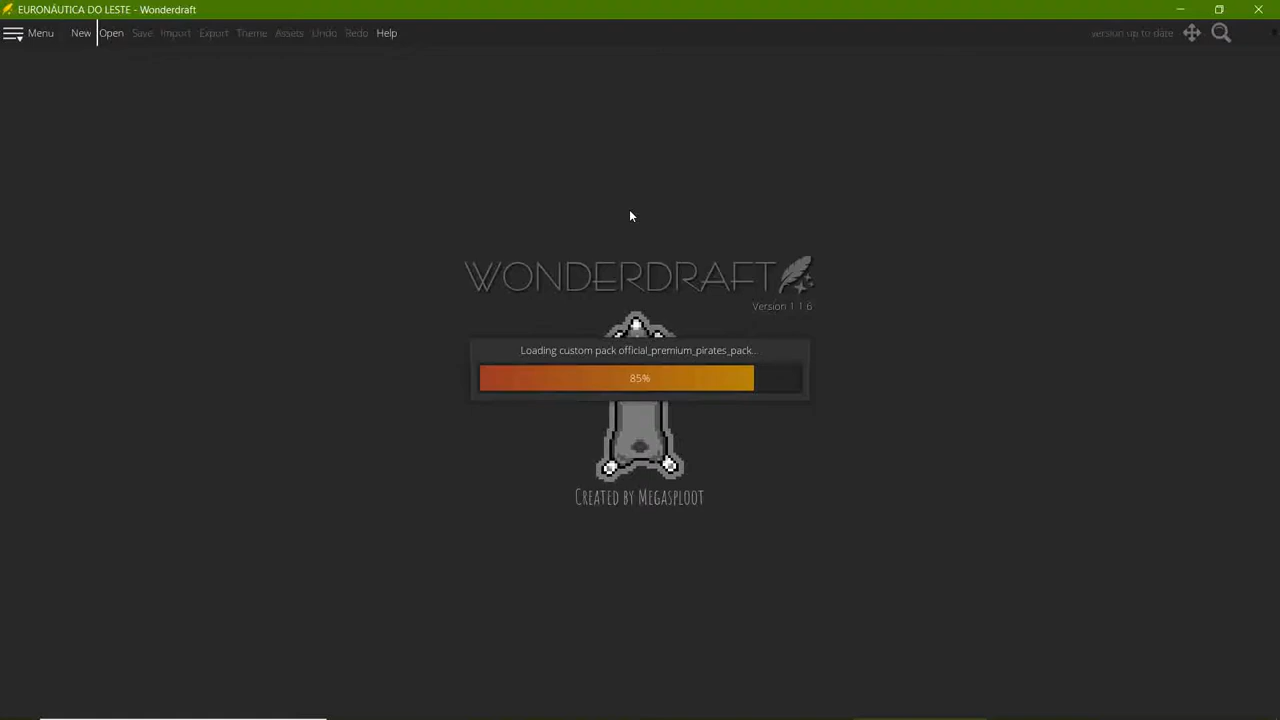 EURONÁUTICA DO LESTE - Wonderdraft
Menu New Open Save Import Export Theme Assets Undo Redo Help version up to date
WONDERDRAFT
Version 1.1.6
Loading custom pack official_premium_pirates_pack...
85%
CREATED BY MEGASPLOOT